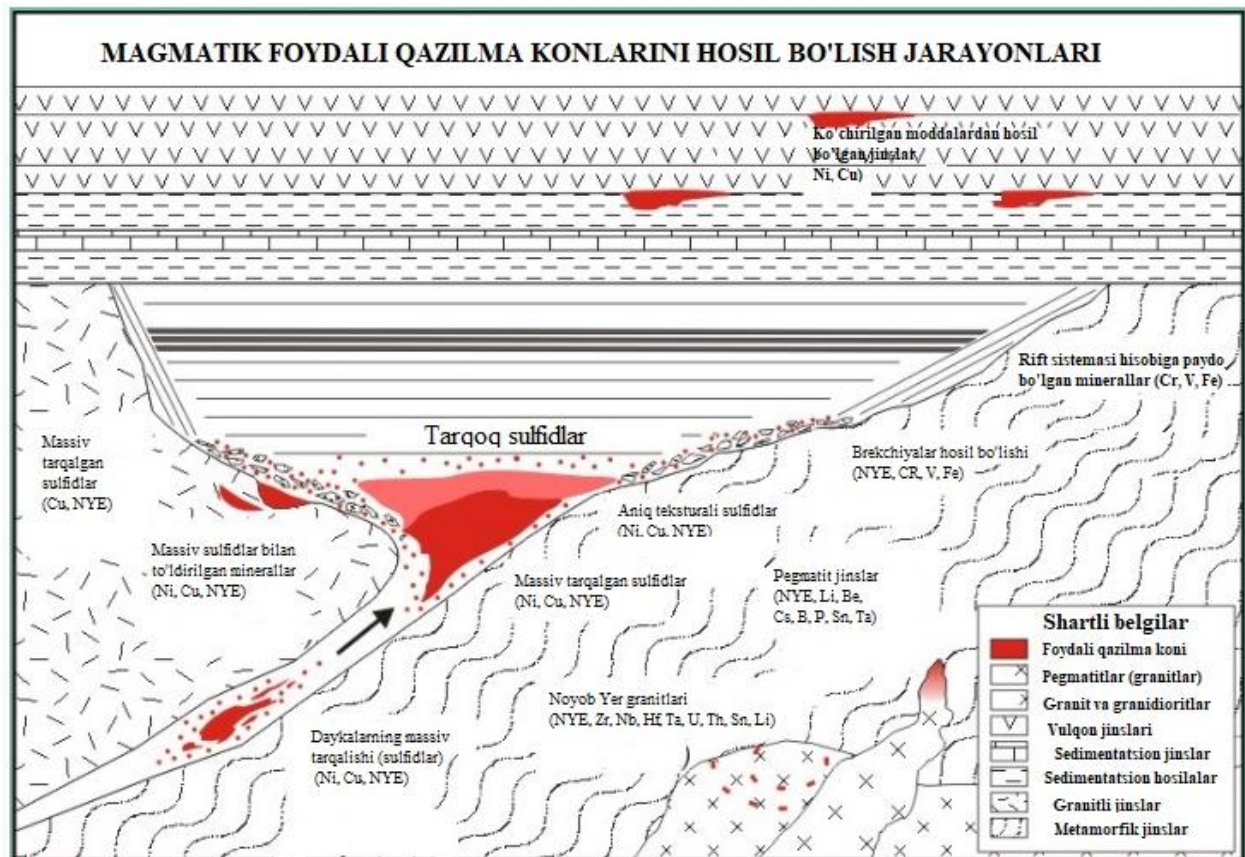 MAGMATIK FOYDALI QAZILMA KONLARINI HOSIL BO'LISH JARAYONLARI
Ko'chirilgan moddalardan hosil
bo'lgan jinslar
Ni, Cu)
Rift sistemasi hisobiga paydo
bo'lgan minerallar (Cr, V, Fe)
Massiv
tarqalgan
sulfidlar
(Cu, NYE)
Tarqoq sulfidlar
Brekchiyalar hosil bo'lishi
(NYE, CR, V, Fe)
Aniq teksturali sulfidlar
(Ni, Cu, NYE)
Massiv sulfidlar bilan
to'ldirilgan minerallar
(Ni, Cu, NYE)
Massiv tarqalgan sulfidlar
(Ni, Cu, NYE)
Pegmatit jinslar
(NYE, Li, Be,
Cs, B, P, Sn, Ta)
Noyob Yer granitlari
(NYE, Zr, Nb, Hf, Ta, U, Th, Sn, Li)
Daykalarning massiv
tarqalishi (sulfidlar)
(Ni, Cu, NYE)
Shartli belgilar
Foydali qazilma koni
Pegmatitlar (granitlar)
Granit va granidioritlar
Vulqon jinslari
Sedimentatsion jinslar
Sedimentatsion hosilalar
Granitli jinslar
Metamorfik jinslar